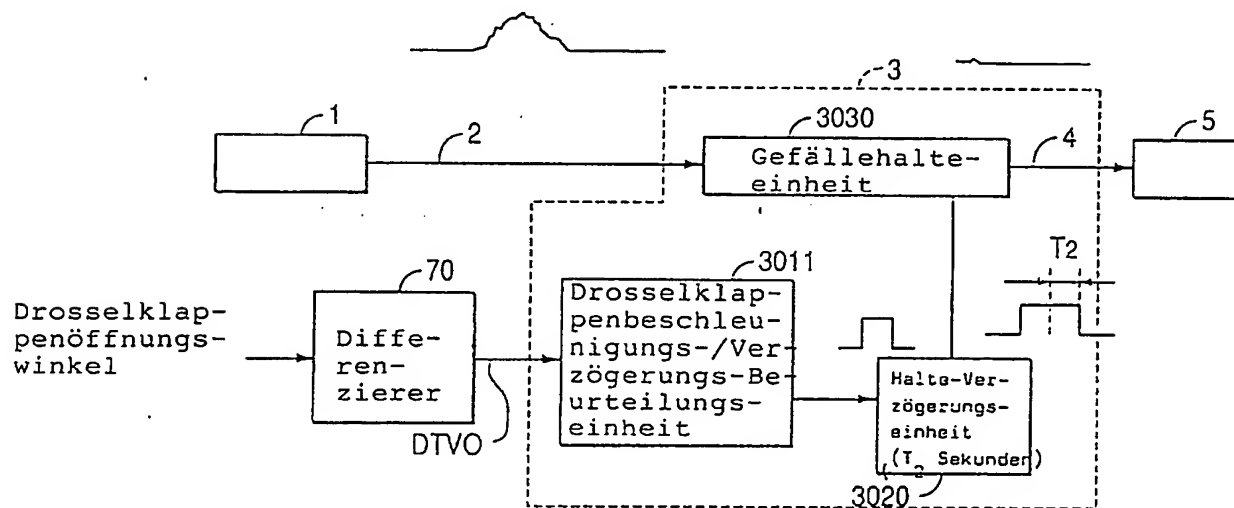 3
1
2
3030
4
5
Gefällehalte-
einheit
T2
70
3011
Drosselklap-
penöffnungs-
winkel
Diffe-
ren-
zierer
DTVO
Drosselklap-
penbeschleu-
nigungs-/Ver-
zögerungs-Be-
urteilungs-
einheit
Halte-Ver-
zögerungs-
einheit
(T2 Sekunder)
3020